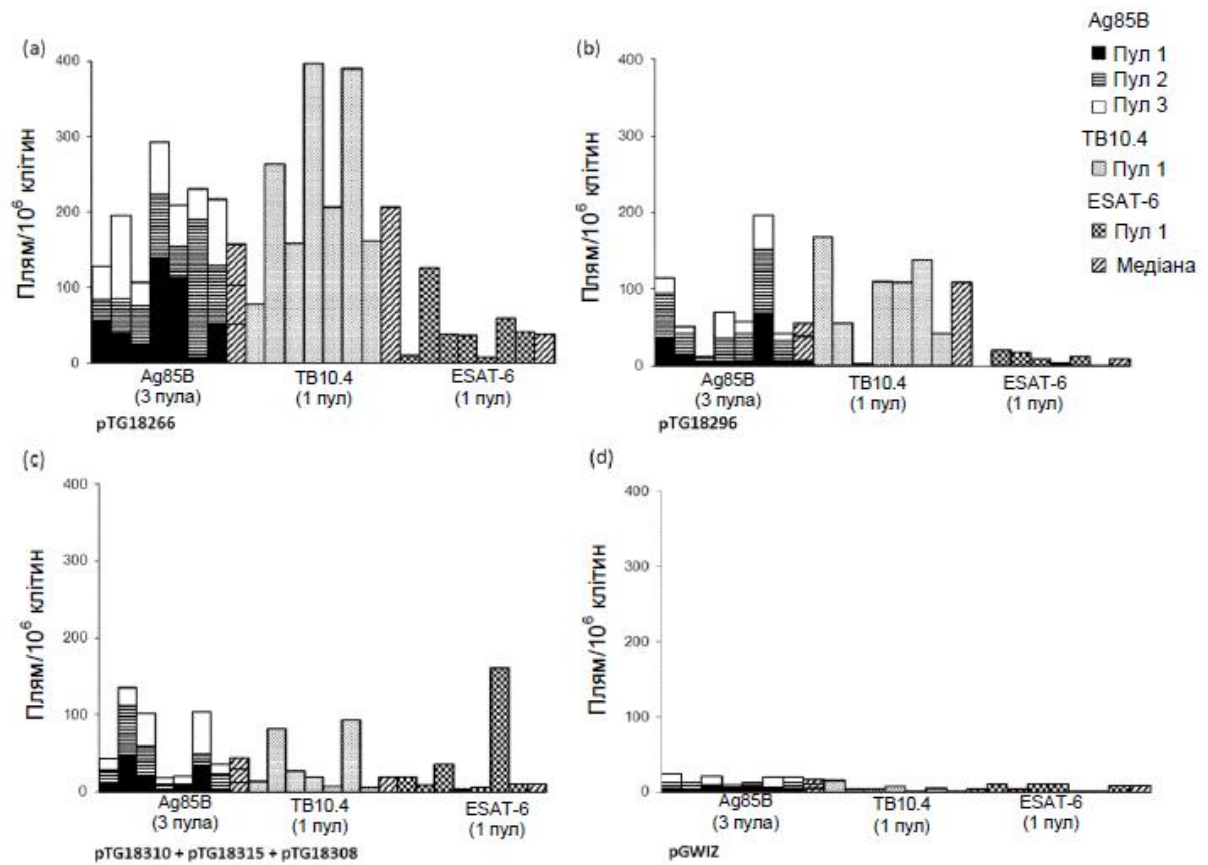 (a)
Плям/10⁶ клітин
400
300
200
100
0
Ag85B
(3 пула)
TB10.4
(1 пул)
ESAT-6
(1 пул)
pTG18266
(b)
Плям/10⁶ клітин
400
300
200
100
0
Ag85B
(3 пула)
TB10.4
(1 пул)
ESAT-6
(1 пул)
pTG18296
Ag85B
Пул 1
Пул 2
Пул 3
TB10.4
Пул 1
ESAT-6
Пул 1
Медіана
(c)
Плям/10⁶ клітин
400
300
200
100
0
Ag85B
(3 пула)
TB10.4
(1 пул)
ESAT-6
(1 пул)
pTG18310 + pTG18315 + pTG18308
(d)
Плям/10⁶ клітин
400
300
200
100
0
Ag85B
(3 пула)
TB10.4
(1 пул)
ESAT-6
(1 пул)
pGWIZ